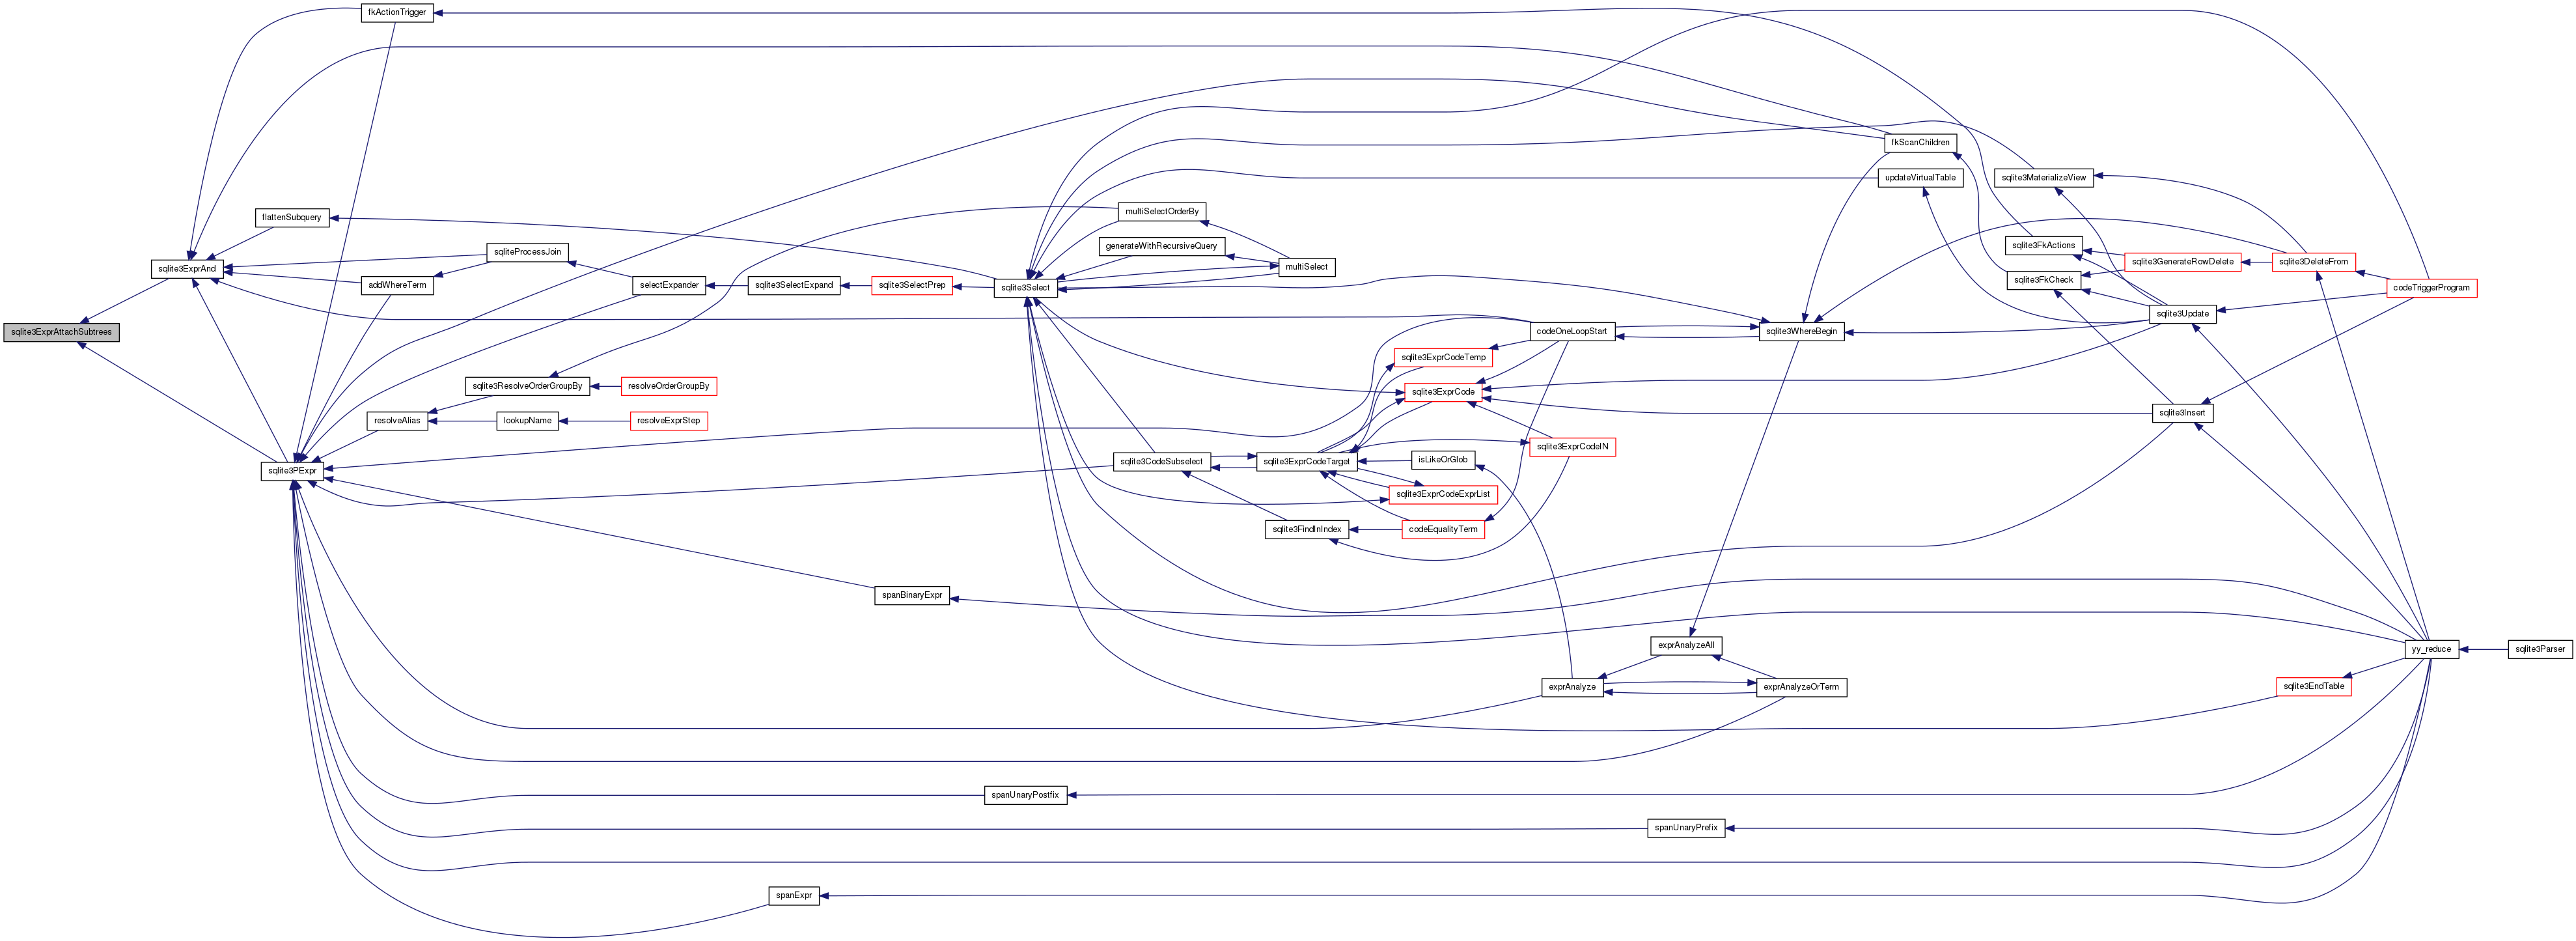 fkActionTrigger
fkScanChildren
sqlite3MaterializeView
updateVirtualTable
flattenSubquery
multiSelectOrderBy
sqliteProcessJoin
generateWithRecursiveQuery
sqlite3FkActions
sqlite3GenerateRowDelete
sqlite3DeleteFrom
sqlite3ExprAnd
multiSelect
sqlite3FkCheck
addWhereTerm
selectExpander
sqlite3SelectExpand
sqlite3SelectPrep
sqlite3Select
codeTriggerProgram
sqlite3Update
sqlite3ExprAttachSubtrees
codeOneLoopStart
sqlite3WhereBegin
sqlite3ExprCodeTemp
sqlite3ResolveOrderGroupBy
resolveOrderGroupBy
sqlite3ExprCode
sqlite3Insert
resolveAlias
lookupName
resolveExprStep
sqlite3ExprCodeIN
sqlite3PExpr
sqlite3CodeSubselect
sqlite3ExprCodeTarget
isLikeOrGlob
sqlite3ExprCodeExprList
sqlite3FindInIndex
codeEqualityTerm
spanBinaryExpr
exprAnalyzeAll
yy_reduce
sqlite3Parser
exprAnalyze
exprAnalyzeOrTerm
sqlite3EndTable
spanUnaryPostfix
spanUnaryPrefix
spanExpr